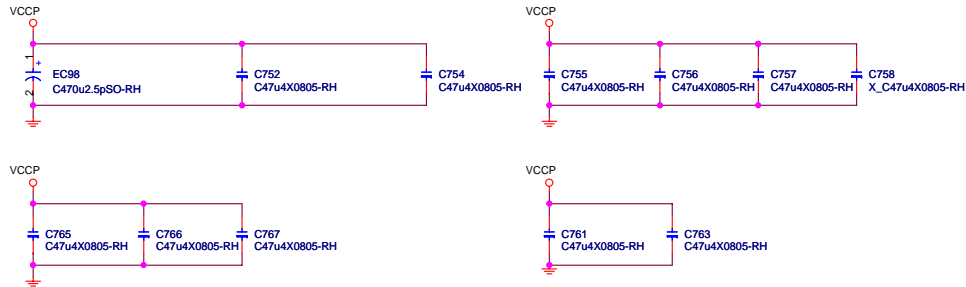 VCCP
1
+
EC98
C470u2.5pSO-RH
2
C752
C47u4X0805-RH
C754
C47u4X0805-RH
VCCP
C755
C47u4X0805-RH
C756
C47u4X0805-RH
C757
C47u4X0805-RH
C758
X_C47u4X0805-RH
VCCP
C765
C47u4X0805-RH
C766
C47u4X0805-RH
C767
C47u4X0805-RH
VCCP
C761
C47u4X0805-RH
C763
C47u4X0805-RH